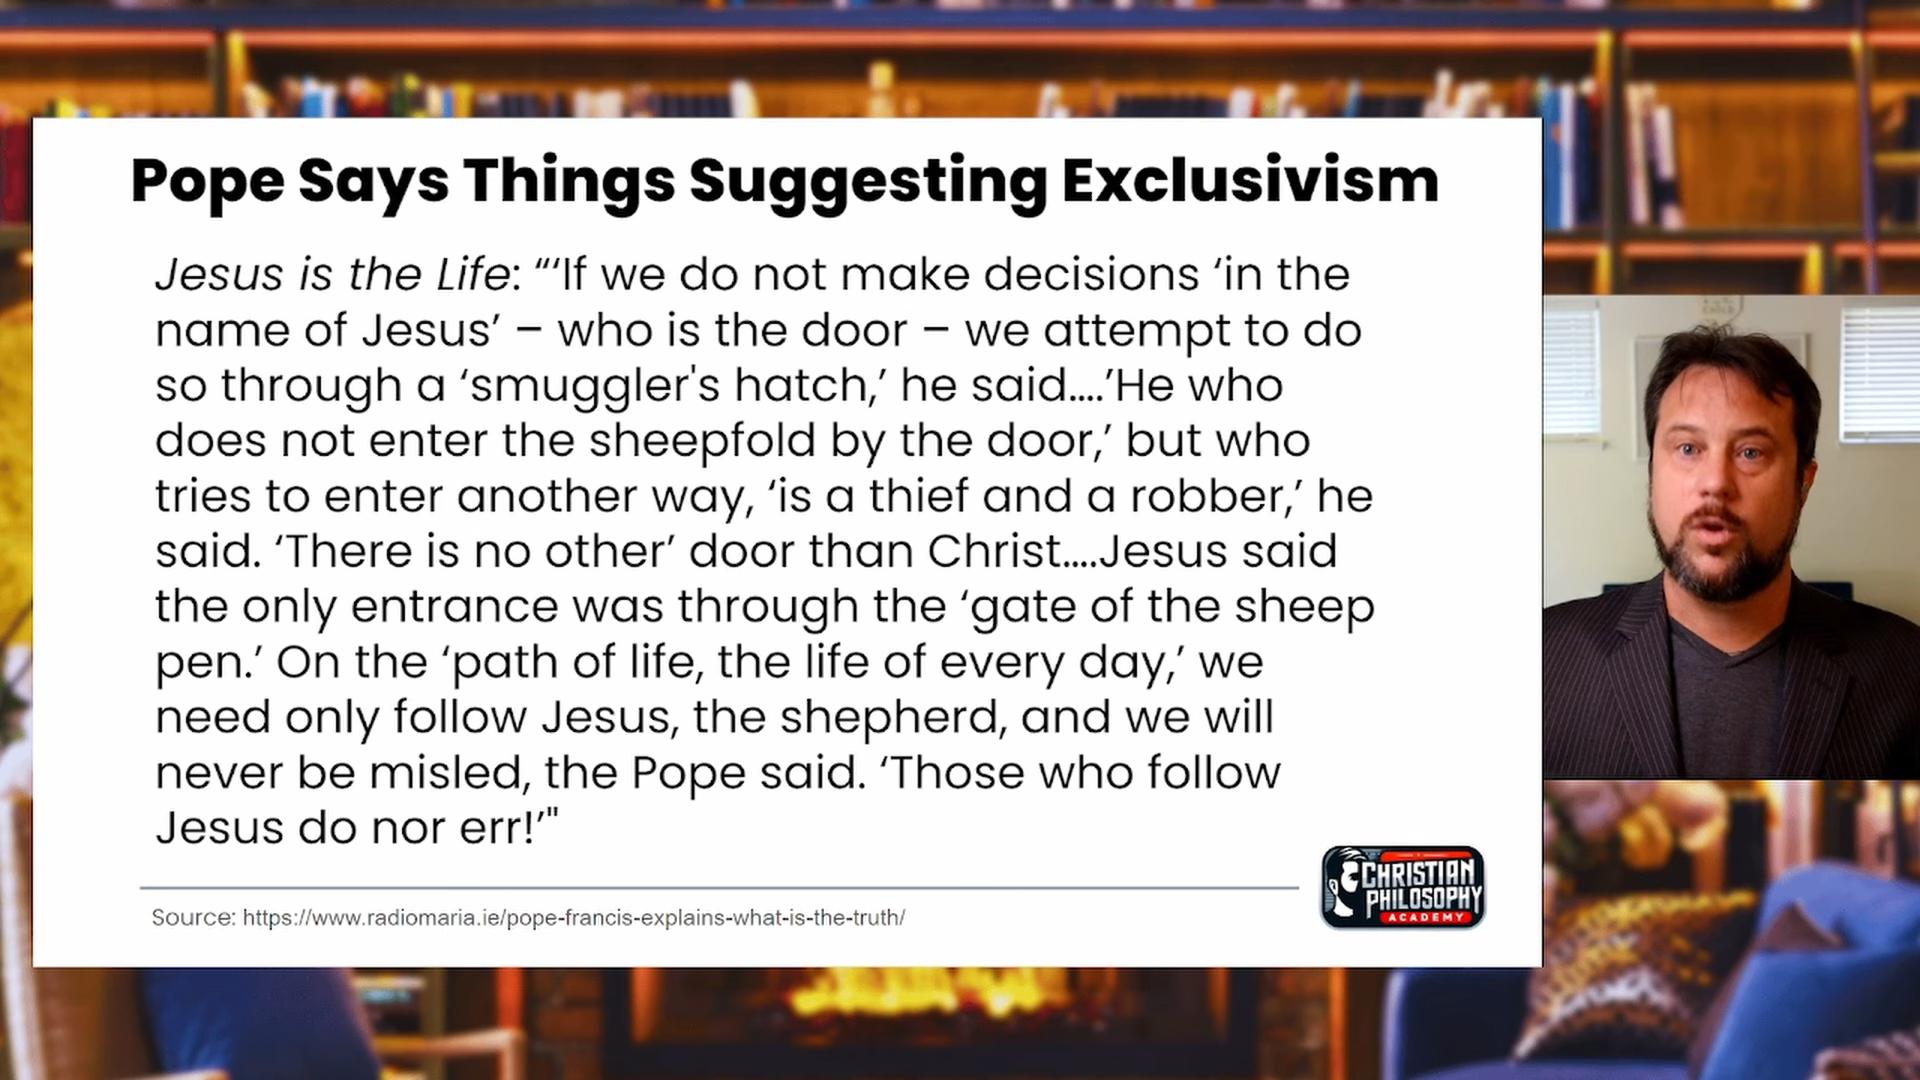 Pope Says Things Suggesting Exclusivism
Jesus is the Life: “‘If we do not make decisions ‘in the
name of Jesus’ – who is the door – we attempt to do
so through a ‘smuggler's hatch,’ he said....’He who
does not enter the sheepfold by the door,’ but who
tries to enter another way, ‘is a thief and a robber,’ he
said. ‘There is no other’ door than Christ....Jesus said
the only entrance was through the ‘gate of the sheep
pen.’ On the ‘path of life, the life of every day,’ we
need only follow Jesus, the shepherd, and we will
never be misled, the Pope said. ‘Those who follow
Jesus do nor err!’"
CHRISTIAN
PHILOSOPHY
ACADEMY
Source: https://www.radiomaria.ie/pope-francis-explains-what-is-the-truth/